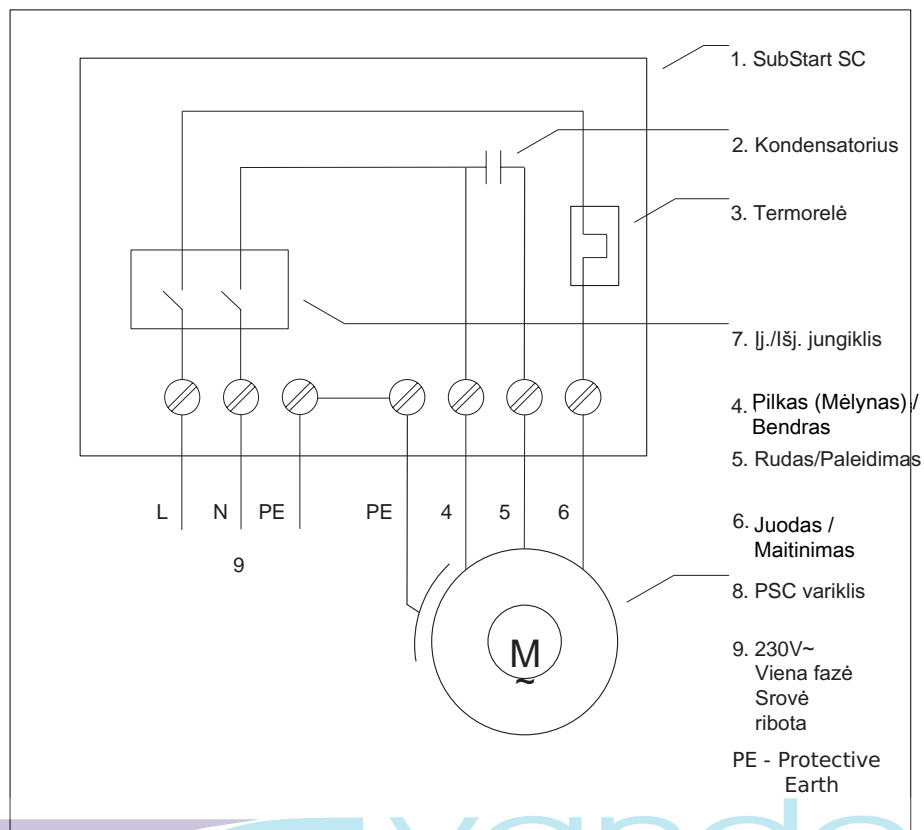 1. SubStart SC
2. Kondensatorius
3. Termorelė
7. Įj./Išj. jungiklis
4. Pilkas (Mėlynas) /
Bendras
5. Rudas/Paleidimas
L N PE PE 4 5 6
6. Juodas /
Maitinimas
9
8. PSC variklis
M
~
9. 230V~
Viena fazė
Srovė
ribota
PE - Protective
Earth